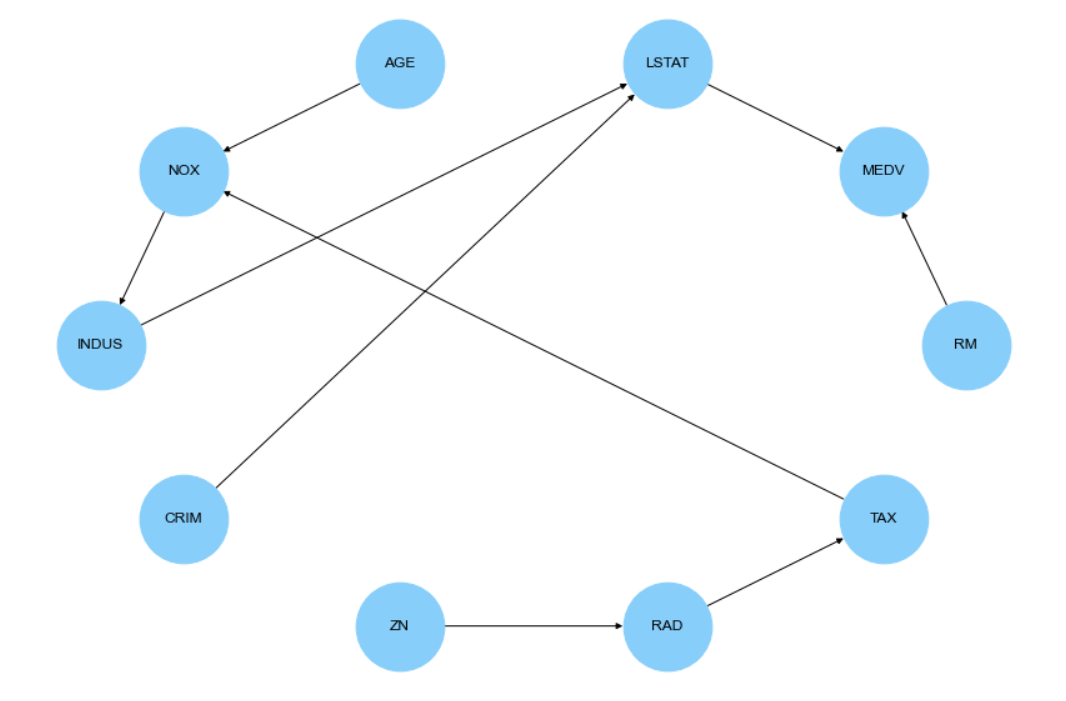 AGE
LSTAT
NOX
MEDV
INDUS
RM
CRIM
TAX
ZN
RAD